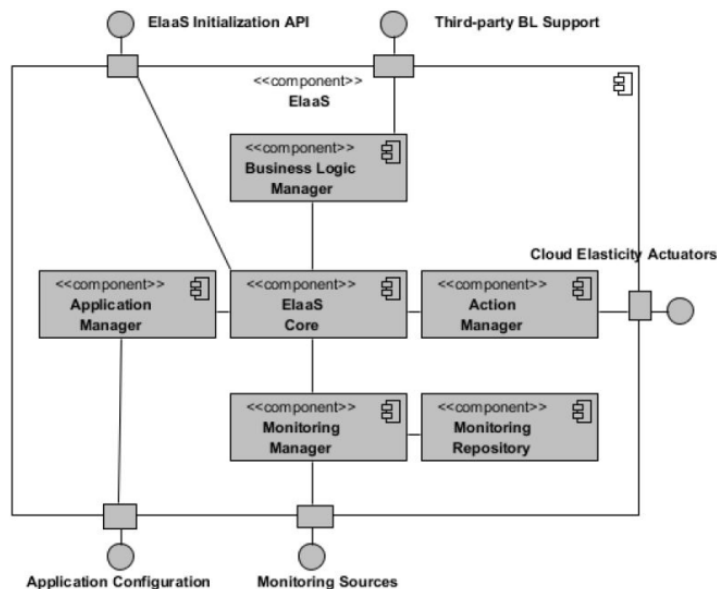 ElaaS Initialization API
Third-party BL Support
<<component>>
ElaaS
<<component>>
Business Logic
Manager
Cloud Elasticity Actuators
<<component>>
Application
Manager
<<component>>
ElaaS
Core
<<component>>
Action
Manager
<<component>>
Monitoring
Manager
<<component>>
Monitoring
Repository
Application Configuration
Monitoring Sources